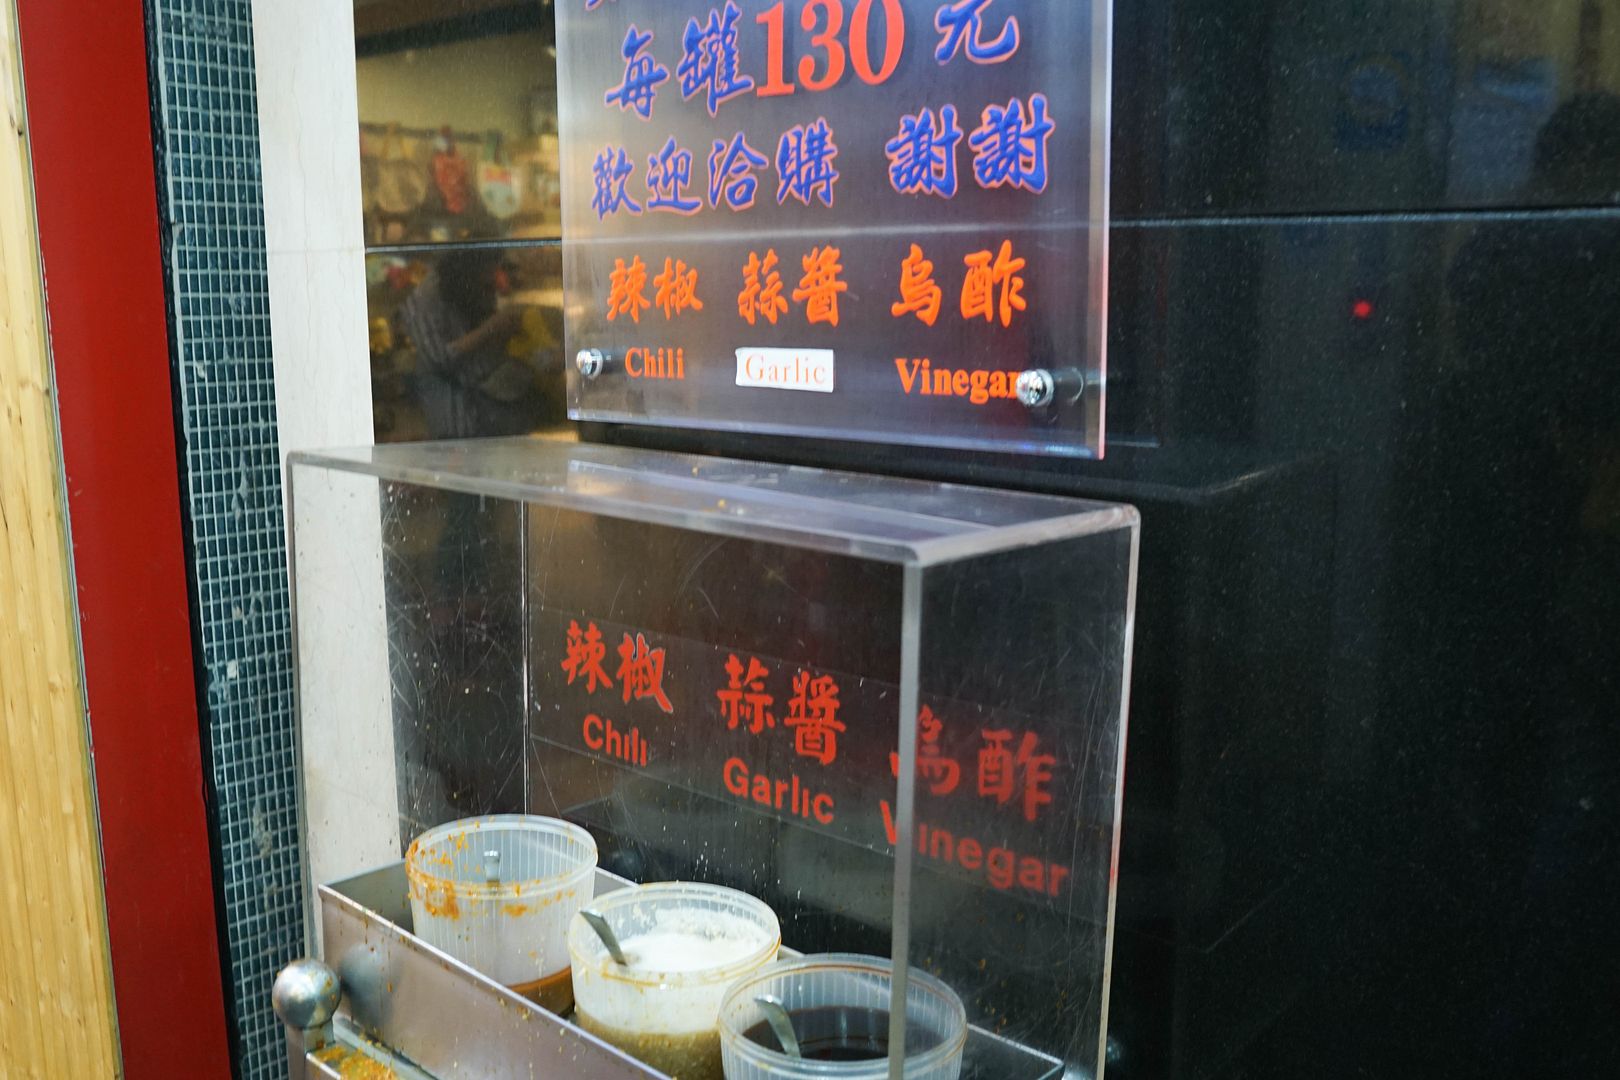 每罐130元
歡迎洽購 謝謝
辣椒 蒜醬 烏醋
Chili Garlic Vinegar
辣椒 蒜醬 烏酢
Chili Garlic Vinegar